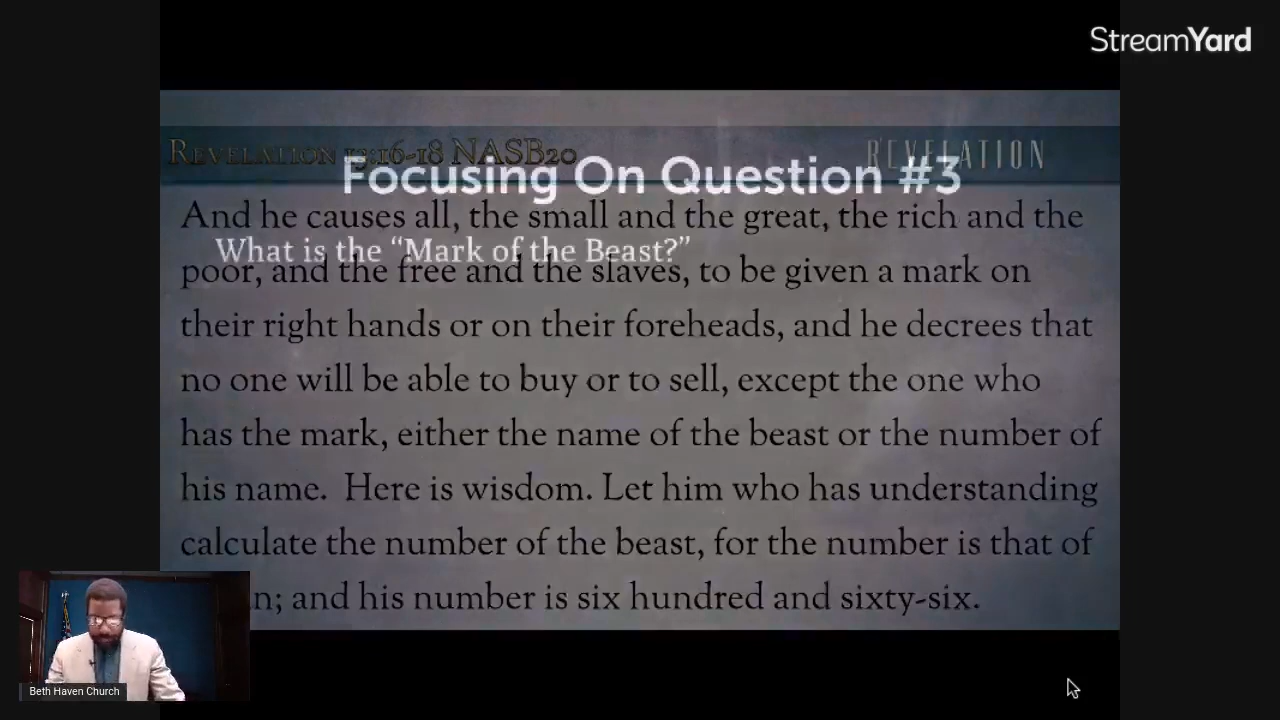 StreamYard
REVELATION 13:16-18 NASB20
REVELATION
Focusing On Question #3
And he causes all, the small and the great, the rich and the
What is the “Mark of the Beast?”
poor, and the free and the slaves, to be given a mark on
their right hands or on their foreheads, and he decrees that
no one will be able to buy or to sell, except the one who
has the mark, either the name of the beast or the number of
his name. Here is wisdom. Let him who has understanding
calculate the number of the beast, for the number is that of
n; and his number is six hundred and sixty-six.
Beth Haven Church